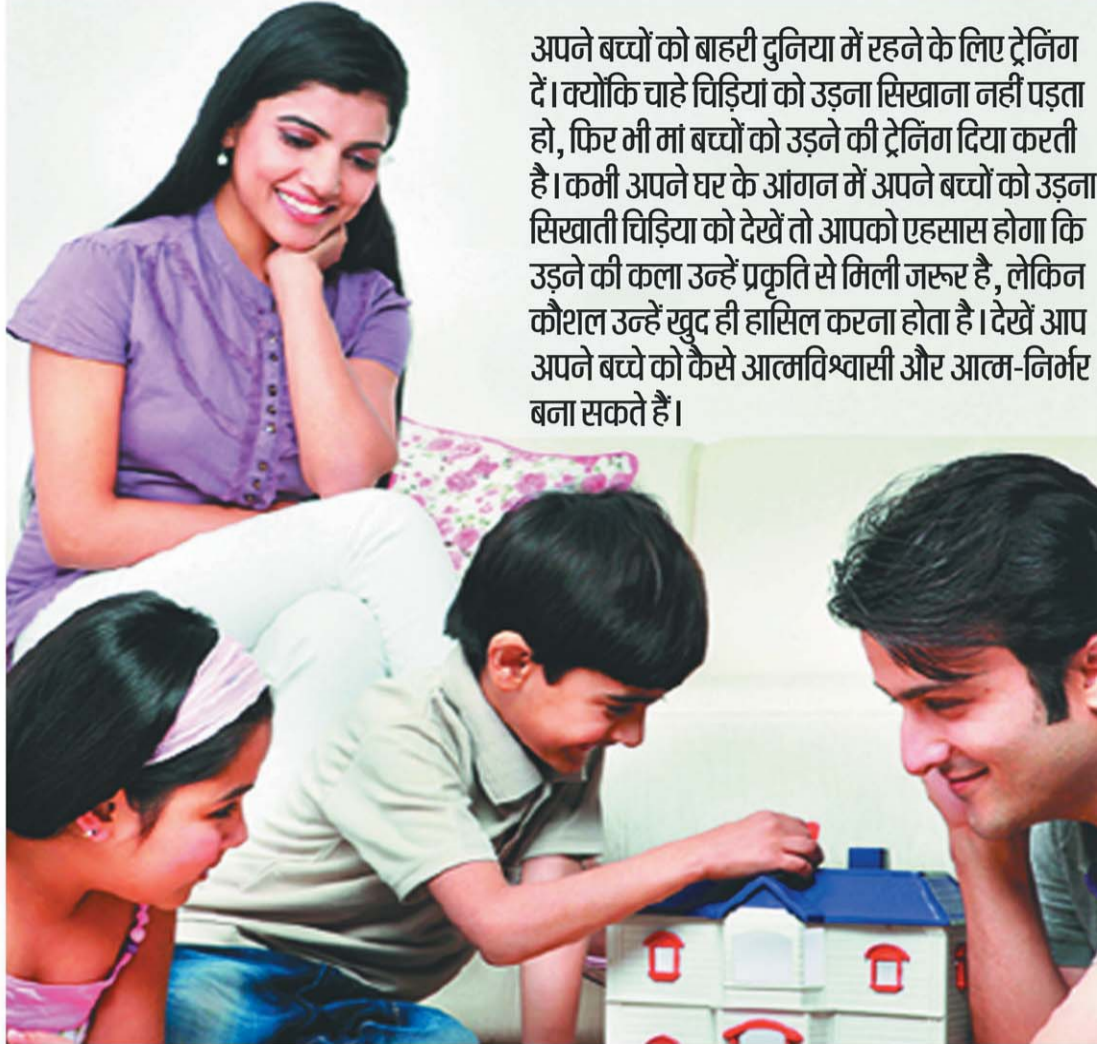 अपने बच्चों को बाहरी दुनिया में रहने के लिए ट्रेनिंग
दें। क्योंकि चाहे चिड़ियां को उड़ना सिखाना नहीं पड़ता
हो, फिर भी मां बच्चों को उड़ने की ट्रेनिंग दिया करती
है। कभी अपने घर के आंगन में अपने बच्चों को उड़ना
सिखाती चिड़िया को देखें तो आपको एहसास होगा कि
उड़ने की कला उन्हें प्रकृति से मिली जरूर है, लेकिन
कौशल उन्हें खुद ही हासिल करना होता है। देखें आप
अपने बच्चे को कैसे आत्मविश्वासी और आत्म-निर्भर
बना सकते हैं।